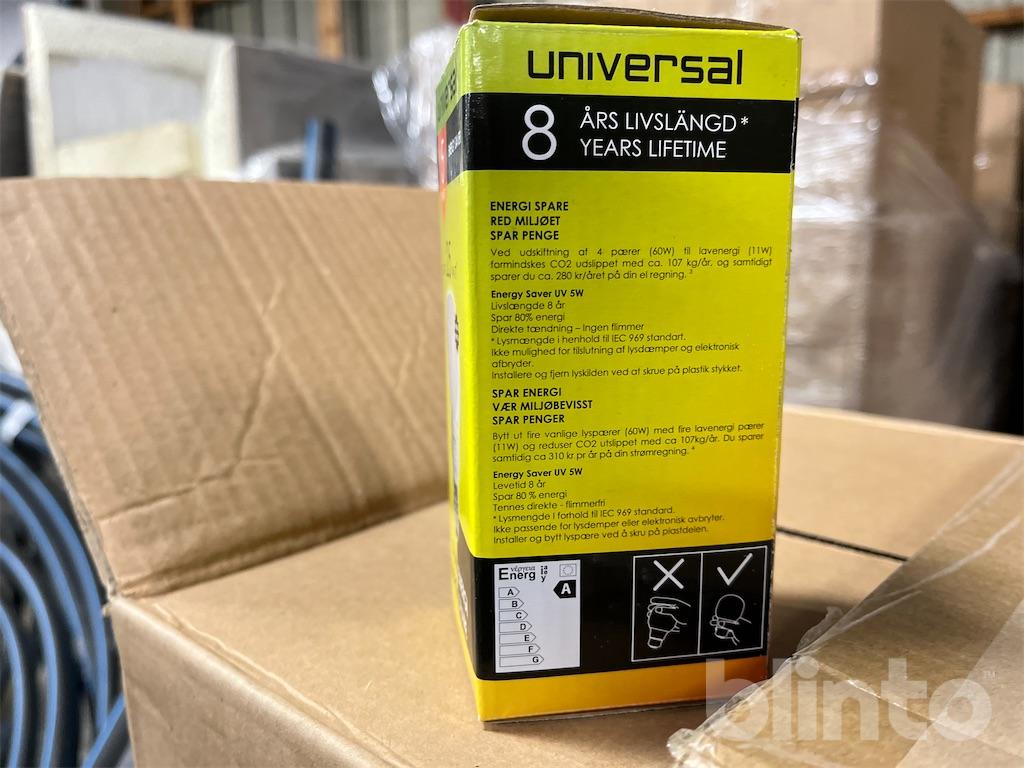 universal
8 ÅRS LIVSLÄNGD*
YEARS LIFETIME
ENERGI SPARE
RED MILJØET
SPAR PENGE
Ved udskiftning af 4 pærer (60W) til lavenergi (11W)
formindskes CO2 udslippet med ca. 107 kg/år, og samtidigt
sparer du ca. 280 kr/året på din el regning. ³
Energy Saver UV 5W
Livslængde 8 år
Spar 80% energi
Direkte tændning – Ingen flimmer
* Lysmængde i henhold til IEC 969 standart.
Ikke mulighed for tilslutning af lysdæmper og elektronisk
afbryder.
Installere og fjern lyskilden ved at skrue på plastik stykket.
SPAR ENERGI
VÆR MILJØBEVISST
SPAR PENGER
Bytt ut fire vanlige lyspærer (60W) med fire lavenergi pærer
(11W) og reduser CO2 utslippet med ca 107kg/år. Du sparer
samtidig ca 310 kr pr år på din strømregning. ⁴
Energy Saver UV 5W
Levetid 8 år
Spar 80 % energi
Tennes direkte - flimmerfri
* Lysmengde i forhold til IEC 969 standard.
Ikke passende for lysdemper eller elektronisk avbryter.
Installer og bytt lyspære ved å skru på plastdelen.
Energ
A
A
B
C
D
E
F
G
blinto™